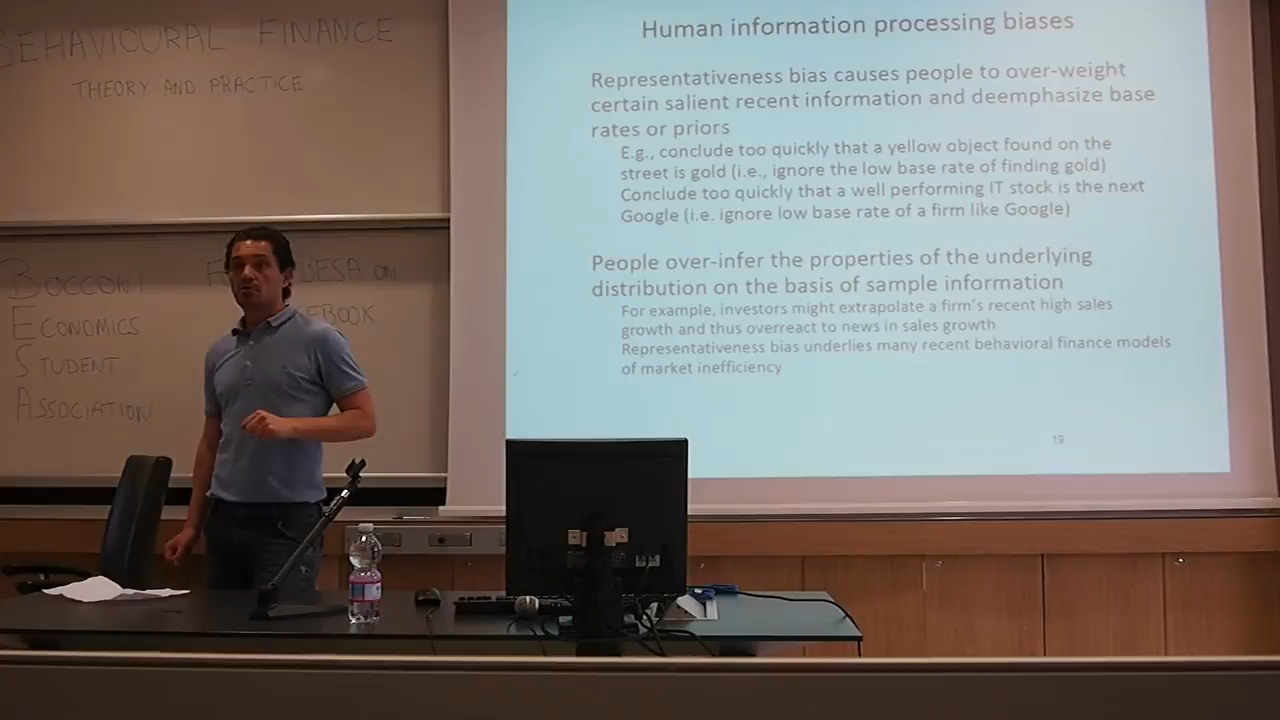 BEHAVIOURAL FINANCE
THEORY AND PRACTICE
BOCCONI
ECONOMICS
STUDENT
ASSOCIATION
BESA ON
Human information processing biases
Representativeness bias causes people to over-weight
certain salient recent information and deemphasize base
rates or priors
E.g., conclude too quickly that a yellow object found on the
street is gold (i.e., ignore the low base rate of finding gold)
Conclude too quickly that a well performing IT stock is the next
Google (i.e. ignore low base rate of a firm like Google)
People over-infer the properties of the underlying
distribution on the basis of sample information
For example, investors might extrapolate a firm's recent high sales
growth and thus overreact to news in sales growth
Representativeness bias underlies many recent behavioral finance models
of market inefficiency
19